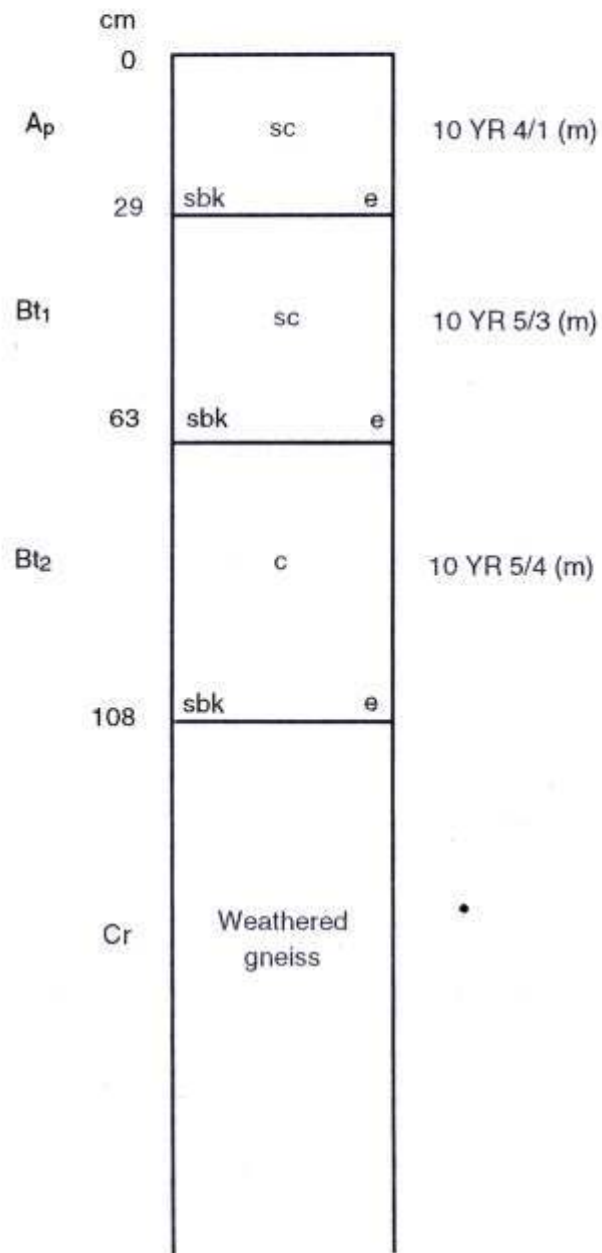 cm
0
Ap sc 10 YR 4/1 (m)
sbk e
29
Bt1 sc 10 YR 5/3 (m)
63 sbk e
Bt2 c 10 YR 5/4 (m)
sbk e
108
Weathered
Cr
gneiss